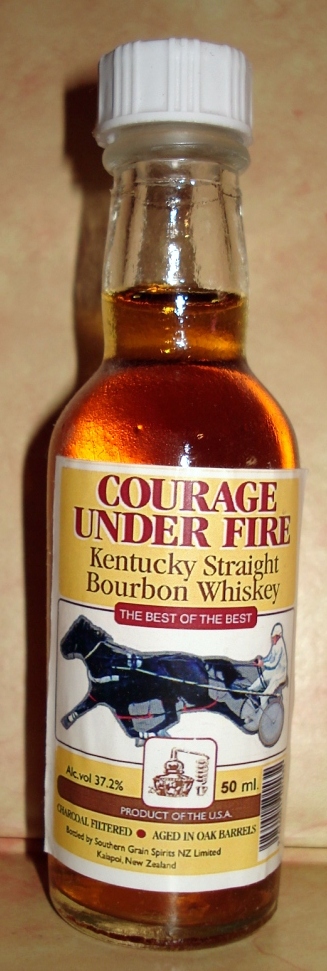 COURAGE
UNDER FIRE
Kentucky Straight
Bourbon Whiskey
THE BEST OF THE BEST
Alc.vol 37.2%
50 ml.
PRODUCT OF THE U.S.A.
CHARCOAL FILTERED • AGED IN OAK BARRELS
Bottled by Southern Grain Spirits NZ Limited
Kaiapoi, New Zealand